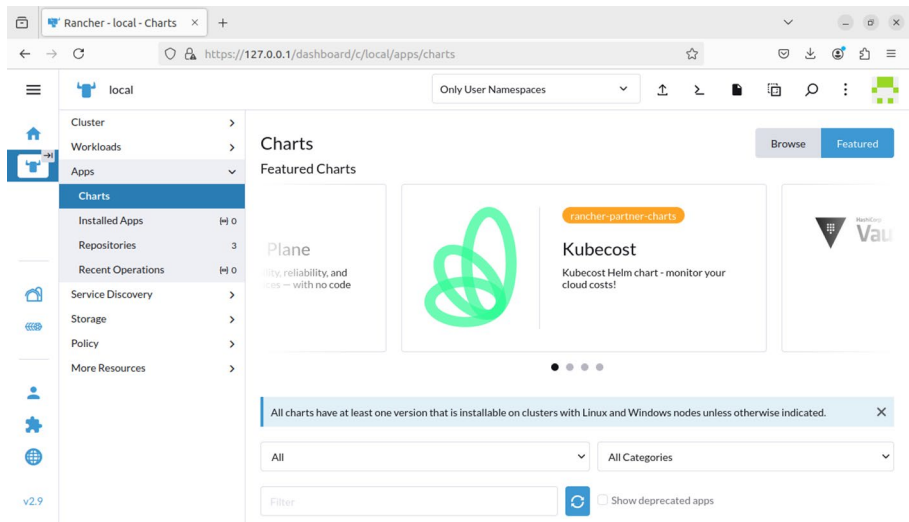 Rancher - local - Charts
https://127.0.0.1/dashboard/c/local/apps/charts
local
Only User Namespaces
Cluster
Workloads
Apps
Charts
Installed Apps 0
Repositories 3
Recent Operations 0
Service Discovery
Storage
Policy
More Resources
v2.9
Charts
Browse
Featured
Featured Charts
Plane
ility, reliability, and
ces — with no code
rancher-partner-charts
Kubecost
Kubecost Helm chart - monitor your
cloud costs!
HashiCorp
Vau
All charts have at least one version that is installable on clusters with Linux and Windows nodes unless otherwise indicated.
All
All Categories
Filter
Show deprecated apps